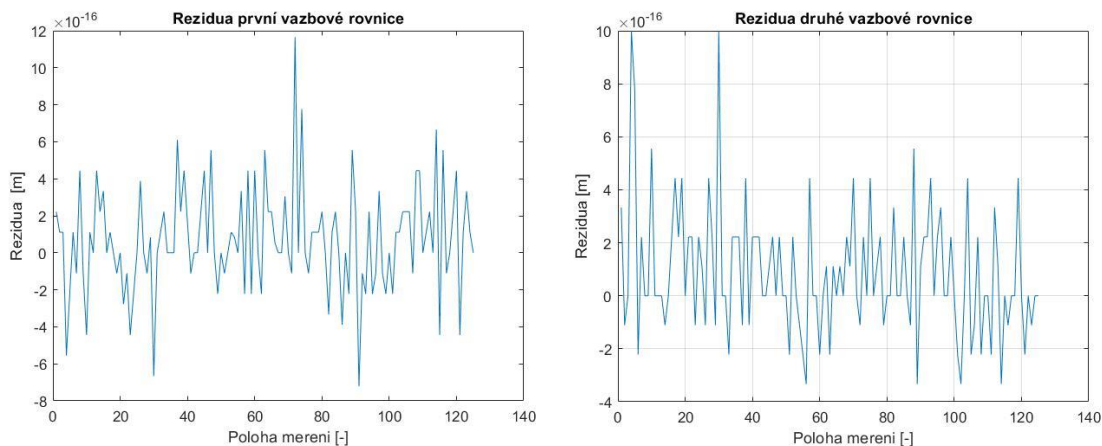 Rezidua první vazbové rovnice
×10-16
12
10
8
6
4
2
0
-2
-4
-6
-8
Rezidua [m]
0 20 40 60 80 100 120 140
Poloha mereni [-]
Rezidua druhé vazbové rovnice
×10-16
10
8
6
4
2
0
-2
-4
Rezidua [m]
0 20 40 60 80 100 120 140
Poloha mereni [-]